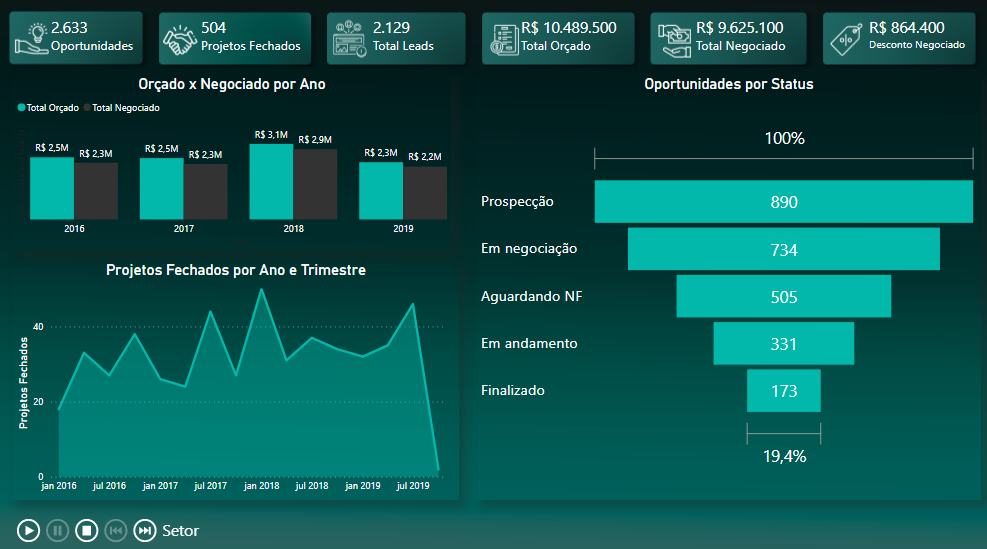 2.633
Oportunidades
504
Projetos Fechados
2.129
Total Leads
R$ 10.489.500
Total Orçado
R$ 9.625.100
Total Negociado
R$ 864.400
Desconto Negociado
Orçado x Negociado por Ano
Total Orçado Total Negociado
R$ 2,5M R$ 2,3M R$ 2,5M R$ 2,3M R$ 3,1M R$ 2,9M R$ 2,3M R$ 2,2M
2016 2017 2018 2019
Projetos Fechados por Ano e Trimestre
Projetos Fechados
40
20
0
jan 2016 jul 2016 jan 2017 jul 2017 jan 2018 jul 2018 jan 2019 jul 2019
Oportunidades por Status
100%
Prospecção 890
Em negociação 734
Aguardando NF 505
Em andamento 331
Finalizado 173
19,4%
Setor